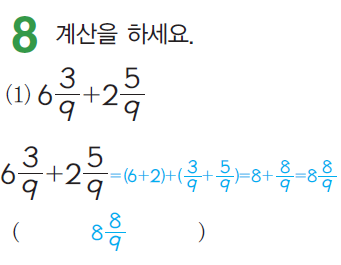 8 계산을 하세요.
(1) 6 3/9 + 2 5/9
6 3/9 + 2 5/9 = (6+2)+(3/9+5/9)=8+8/9=8 8/9
( 8 8/9 )